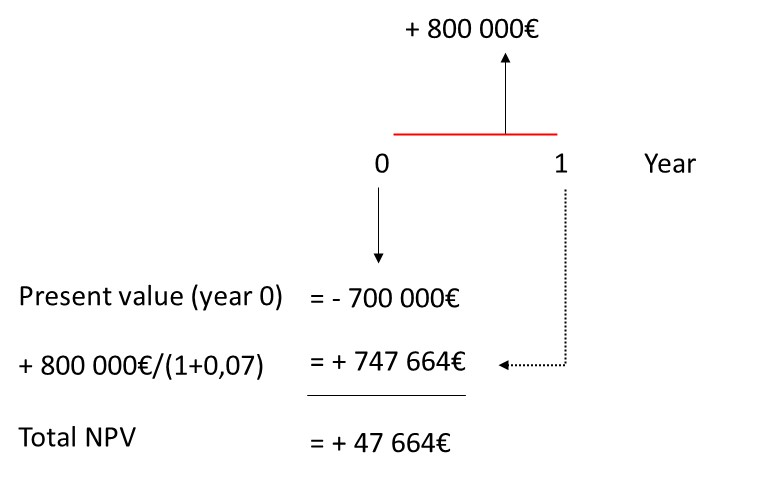 + 800 000€
0 1 Year
Present value (year 0) = - 700 000€
+ 800 000€/(1+0,07) = + 747 664€
Total NPV = + 47 664€